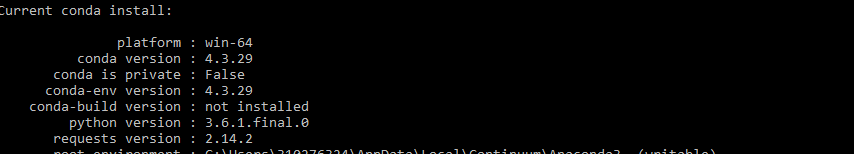 Current conda install:
platform : win-64
conda version : 4.3.29
conda is private : False
conda-env version : 4.3.29
conda-build version : not installed
python version : 3.6.1.final.0
requests version : 2.14.2
root environment : C:\Users\310276324\AppData\Local\Continuum\Anaconda3 (writable)